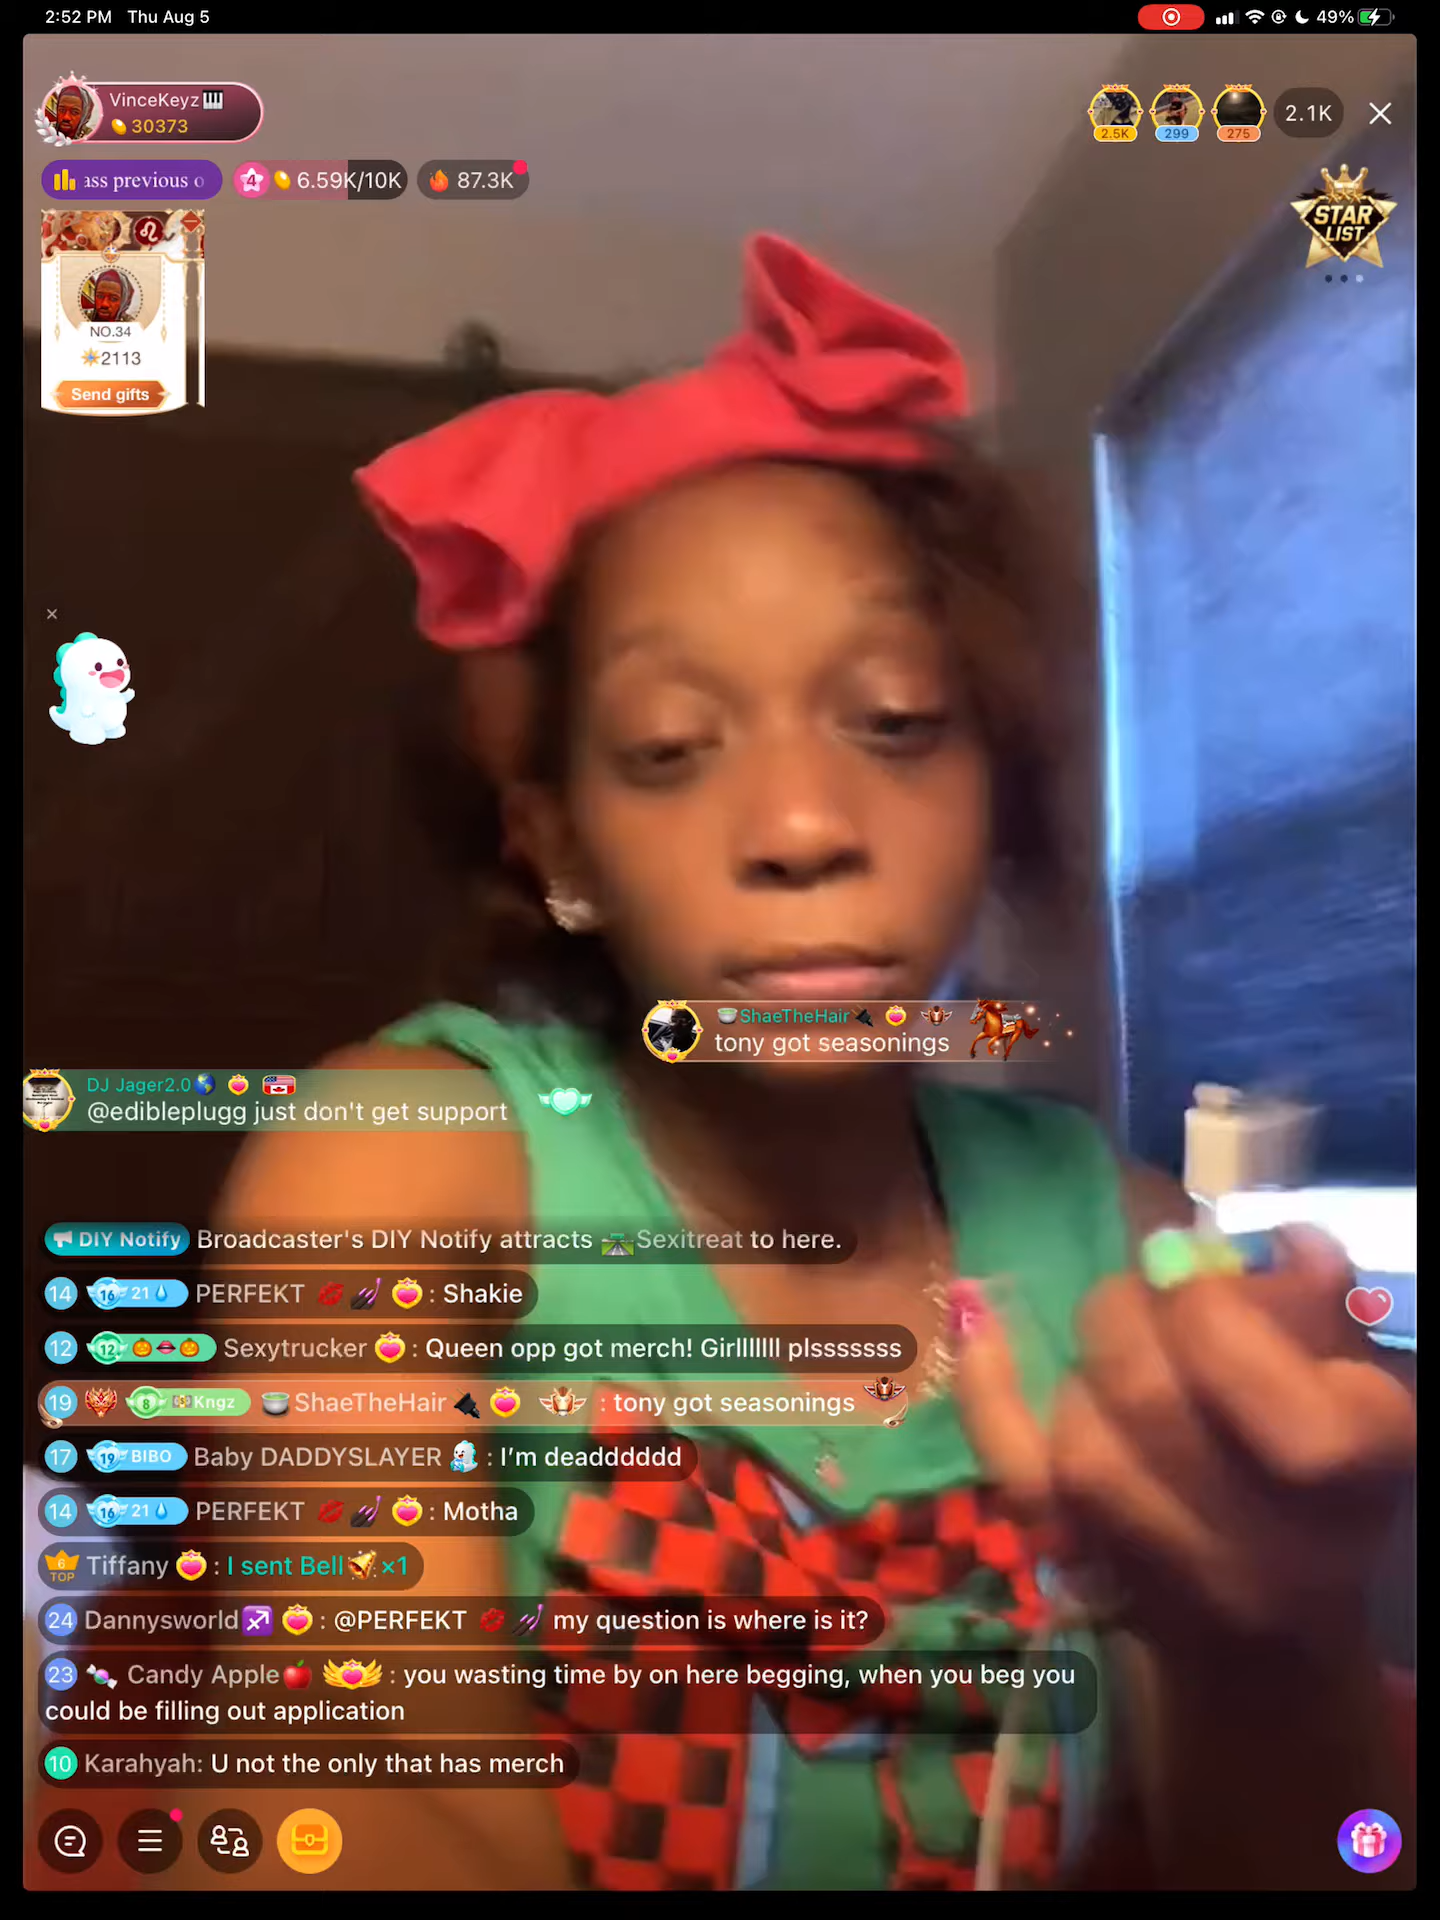 2:52 PM Thu Aug 5
49%
VinceKeyz
30373
2.5K
299
275
2.1K
ass previous o
4
6.59K/10K
87.3K
STAR
LIST
NO.34
2113
Send gifts
ShaeTheHair
tony got seasonings
DJ Jager2.0
@edibleplugg just don't get support
DIY Notify Broadcaster's DIY Notify attracts Sexitreat to here.
14 16 21 PERFEKT : Shakie
12 12 Sexytrucker : Queen opp got merch! Girlllllll plsssssss
19 8 Kngz ShaeTheHair : tony got seasonings
17 19 BIBO Baby DADDYSLAYER : I'm deadddddd
14 16 21 PERFEKT : Motha
6 TOP Tiffany : I sent Bell ×1
24 Dannysworld : @PERFEKT my question is where is it?
23 Candy Apple : you wasting time by on here begging, when you beg you
could be filling out application
10 Karahyah: U not the only that has merch